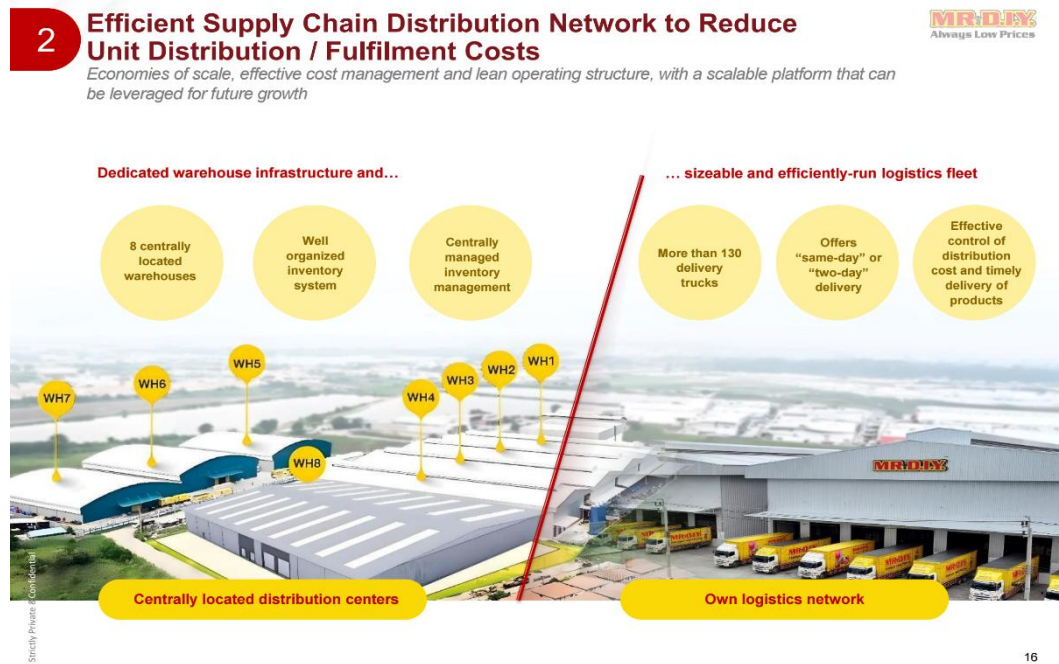 2
Efficient Supply Chain Distribution Network to Reduce
Unit Distribution / Fulfilment Costs
MR.D.I.Y.
Always Low Prices
Economies of scale, effective cost management and lean operating structure, with a scalable platform that can
be leveraged for future growth
Dedicated warehouse infrastructure and…
8 centrally
located
warehouses
Well
organized
inventory
system
Centrally
managed
inventory
management
… sizeable and efficiently-run logistics fleet
More than 130
delivery
trucks
Offers
“same-day” or
“two-day”
delivery
Effective
control of
distribution
cost and timely
delivery of
products
WH7
WH6
WH5
WH8
WH4
WH3
WH2
WH1
MR.D.I.Y.
Centrally located distribution centers
Own logistics network
Strictly Private & Confidential
16